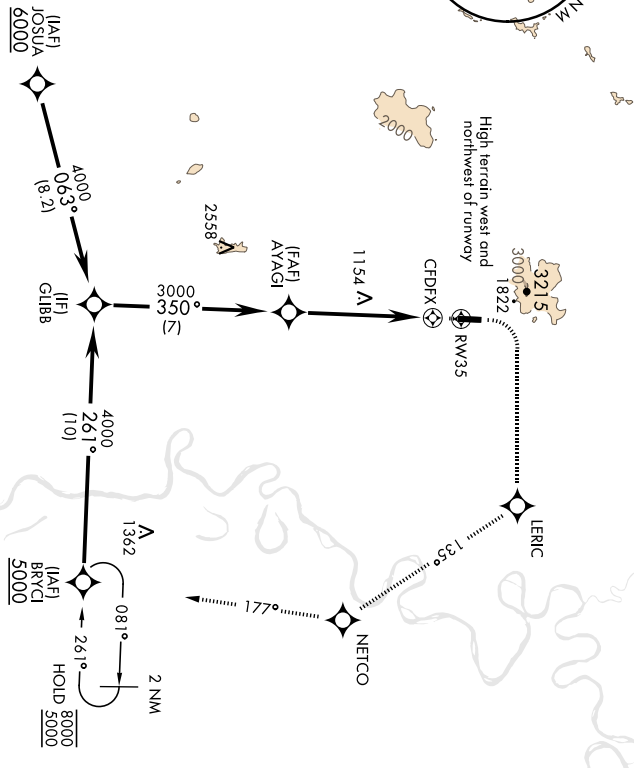 NM
(IAF)
JOSUA
6000
4000
063°
(8.2)
2000
High terrain west and
northwest of runway
2558
(FAF)
AYAGI
1154
CFDFX
3000
3215
1822
RW35
(IF)
GLIBB
3000
350°
(7)
4000
261°
(10)
LERIC
135°
1362
(IAF)
BRYCI
5000
081°
261°
177°
NETCO
2 NM
HOLD
8000
5000